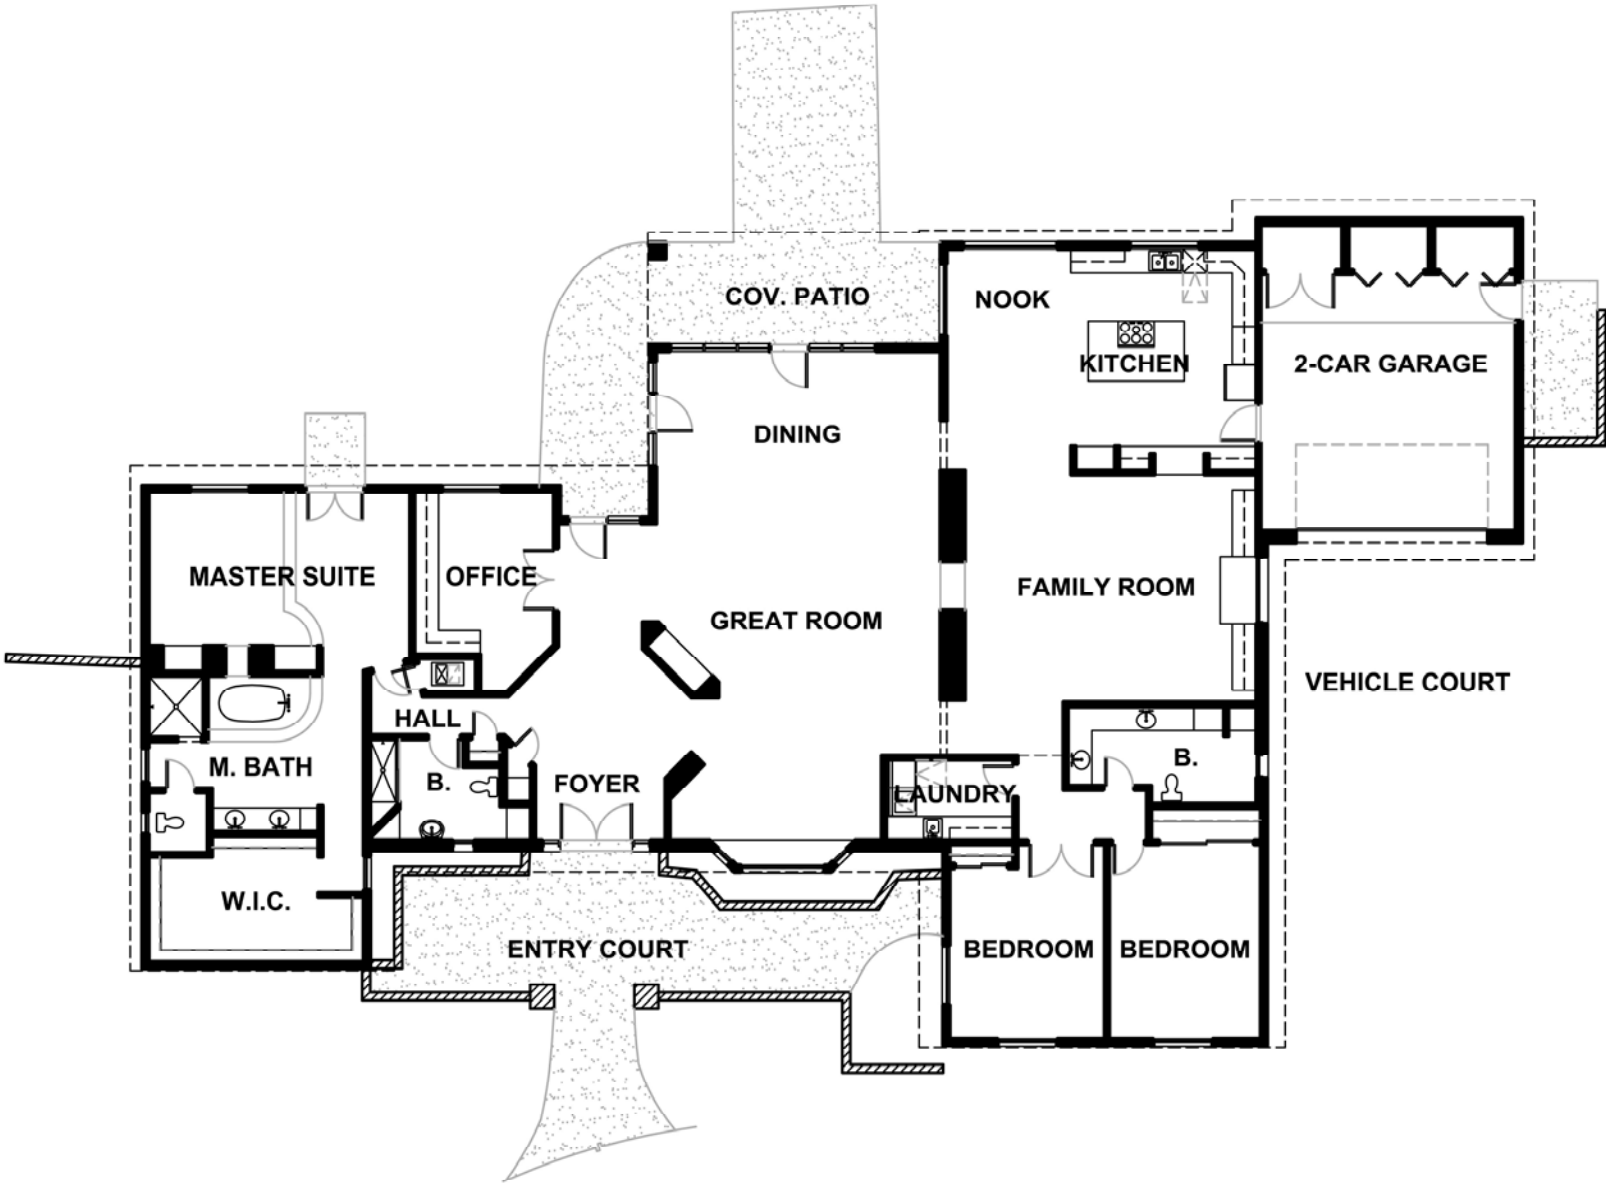 COV. PATIO
NOOK
KITCHEN
2-CAR GARAGE
DINING
MASTER SUITE
OFFICE
GREAT ROOM
FAMILY ROOM
VEHICLE COURT
HALL
M. BATH
B.
FOYER
LAUNDRY
B.
W.I.C.
ENTRY COURT
BEDROOM
BEDROOM